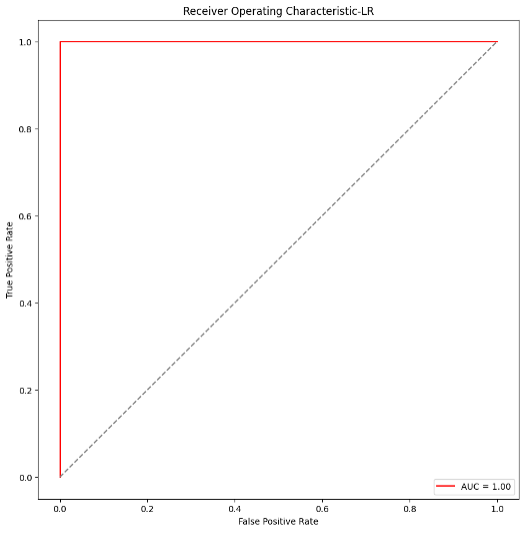 Receiver Operating Characteristic-LR
1.0
0.8
0.6
0.4
0.2
0.0
True Positive Rate
0.0 0.2 0.4 0.6 0.8 1.0
False Positive Rate
AUC = 1.00